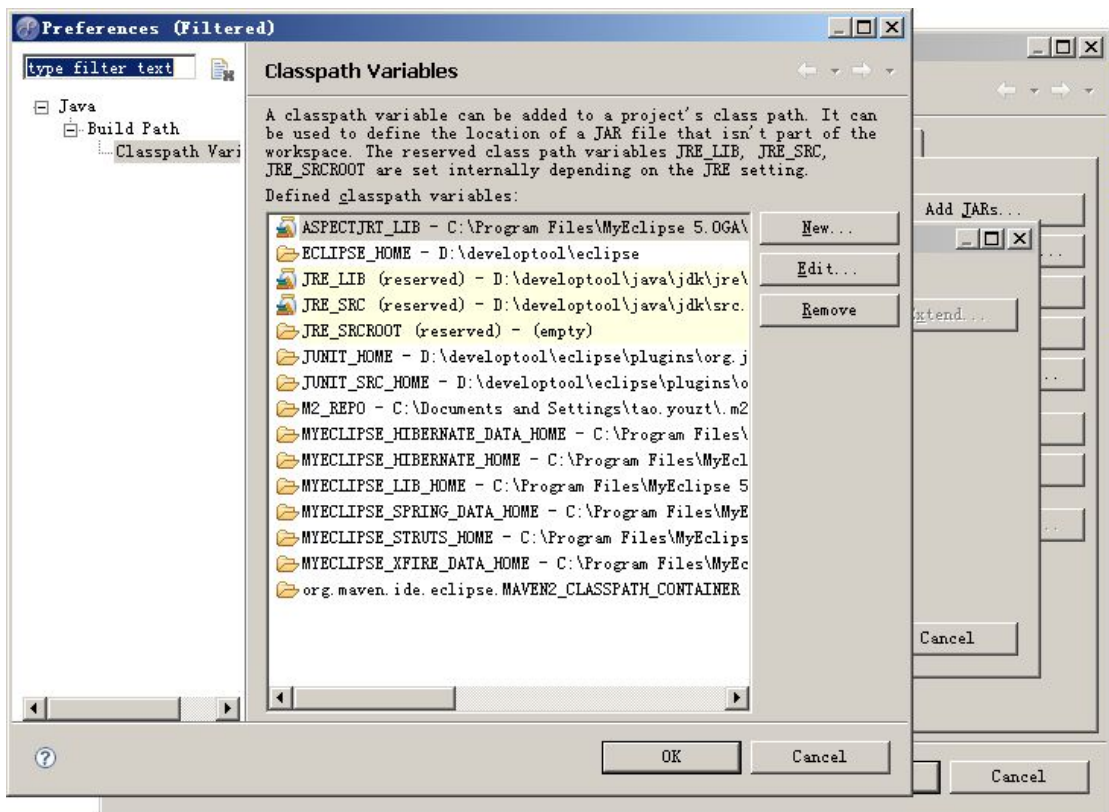 Preferences (Filtered)
type filter text
Classpath Variables
Java
Build Path
Classpath Vari
A classpath variable can be added to a project's class path. It can
be used to define the location of a JAR file that isn't part of the
workspace. The reserved class path variables JRE_LIB, JRE_SRC,
JRE_SRCROOT are set internally depending on the JRE setting.
Defined classpath variables:
ASPECTJRT_LIB - C:\Program Files\MyEclipse 5.0GA\
ECLIPSE_HOME - D:\developtool\eclipse
JRE_LIB (reserved) - D:\developtool\java\jdk\jre\
JRE_SRC (reserved) - D:\developtool\java\jdk\src.
JRE_SRCROOT (reserved) - (empty)
JUNIT_HOME - D:\developtool\eclipse\plugins\org.j
JUNIT_SRC_HOME - D:\developtool\eclipse\plugins\o
M2_REPO - C:\Documents and Settings\tao.youzt\.m2
MYECLIPSE_HIBERNATE_DATA_HOME - C:\Program Files\
MYECLIPSE_HIBERNATE_HOME - C:\Program Files\MyEcl
MYECLIPSE_LIB_HOME - C:\Program Files\MyEclipse 5
MYECLIPSE_SPRING_DATA_HOME - C:\Program Files\MyE
MYECLIPSE_STRUTS_HOME - C:\Program Files\MyEclips
MYECLIPSE_XFIRE_DATA_HOME - C:\Program Files\MyEc
org.maven.ide.eclipse.MAVEN2_CLASSPATH_CONTAINER
New...
Edit...
Remove
OK
Cancel
Add JARs...
...
xtend...
..
Cancel
..
Cancel